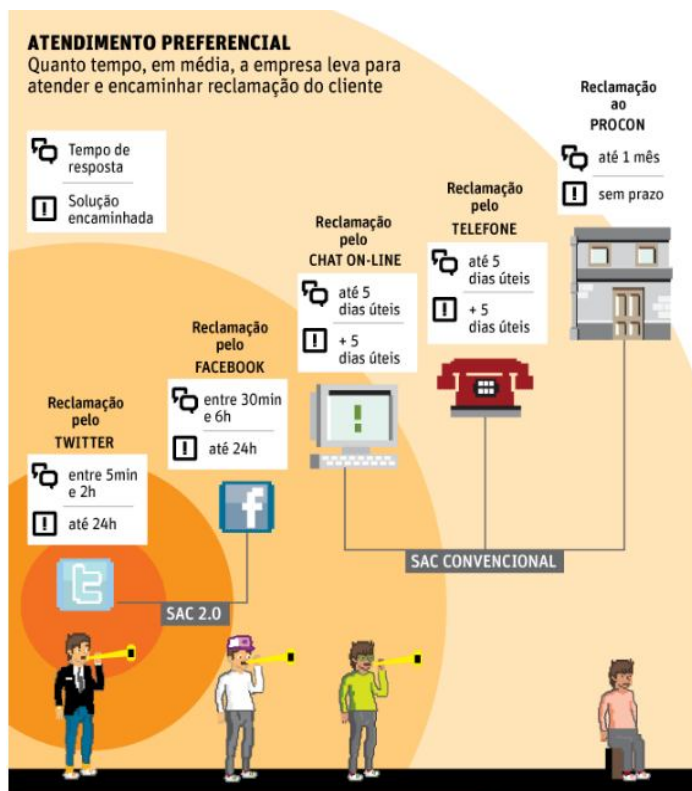 ATENDIMENTO PREFERENCIAL
Quanto tempo, em média, a empresa leva para
atender e encaminhar reclamação do cliente
Tempo de
resposta
Solução
encaminhada
Reclamação
pelo
TWITTER
entre 5min
e 2h
até 24h
Reclamação
pelo
FACEBOOK
entre 30min
e 6h
até 24h
SAC 2.0
Reclamação
pelo
CHAT ON-LINE
até 5
dias úteis
+ 5
dias úteis
Reclamação
pelo
TELEFONE
até 5
dias úteis
+ 5
dias úteis
Reclamação
ao
PROCON
até 1 mês
sem prazo
SAC CONVENCIONAL